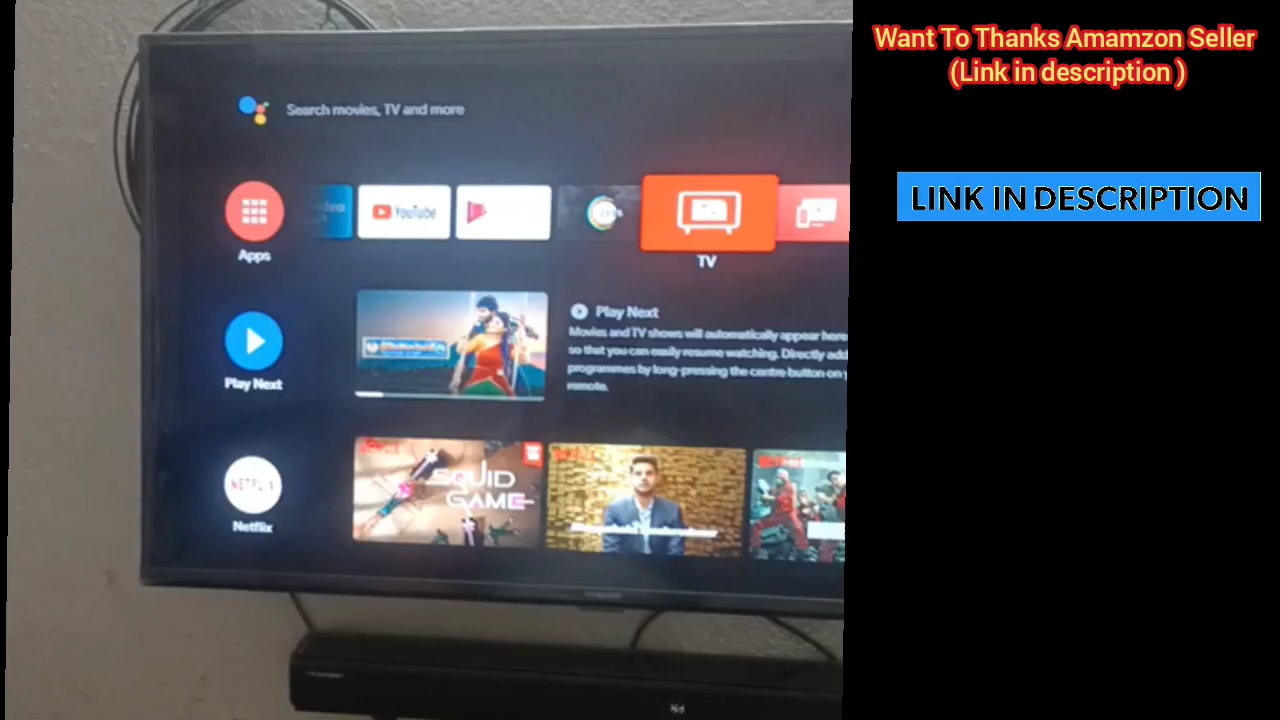 Want To Thanks Amamzon Seller
(Link in description )
LINK IN DESCRIPTION
Search movies, TV and more
YouTube
TV
Apps
Play Next
Movies and TV shows will automatically appear here
so that you can easily resume watching. Directly add
programmes by long-pressing the centre button on
remote.
Play Next
SQUID
GAME
NETFLIX
Netflix